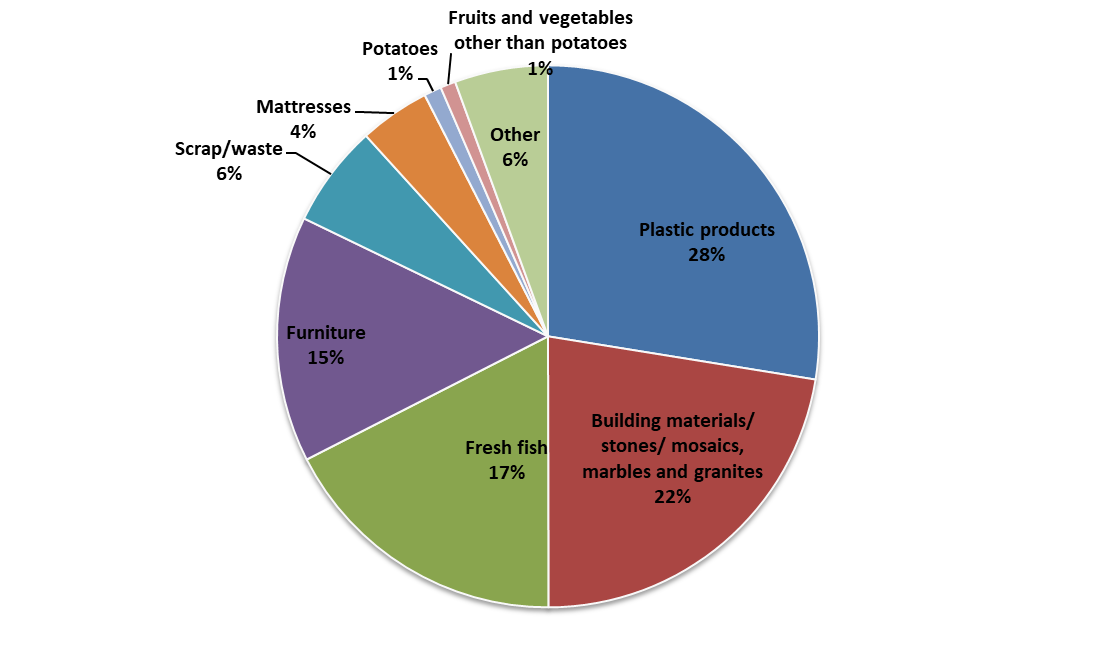 Fruits and vegetables
other than potatoes
1%
Potatoes
1%
Mattresses
4%
Scrap/waste
6%
Other
6%
Plastic products
28%
Furniture
15%
Building materials/
stones/ mosaics,
marbles and granites
22%
Fresh fish
17%